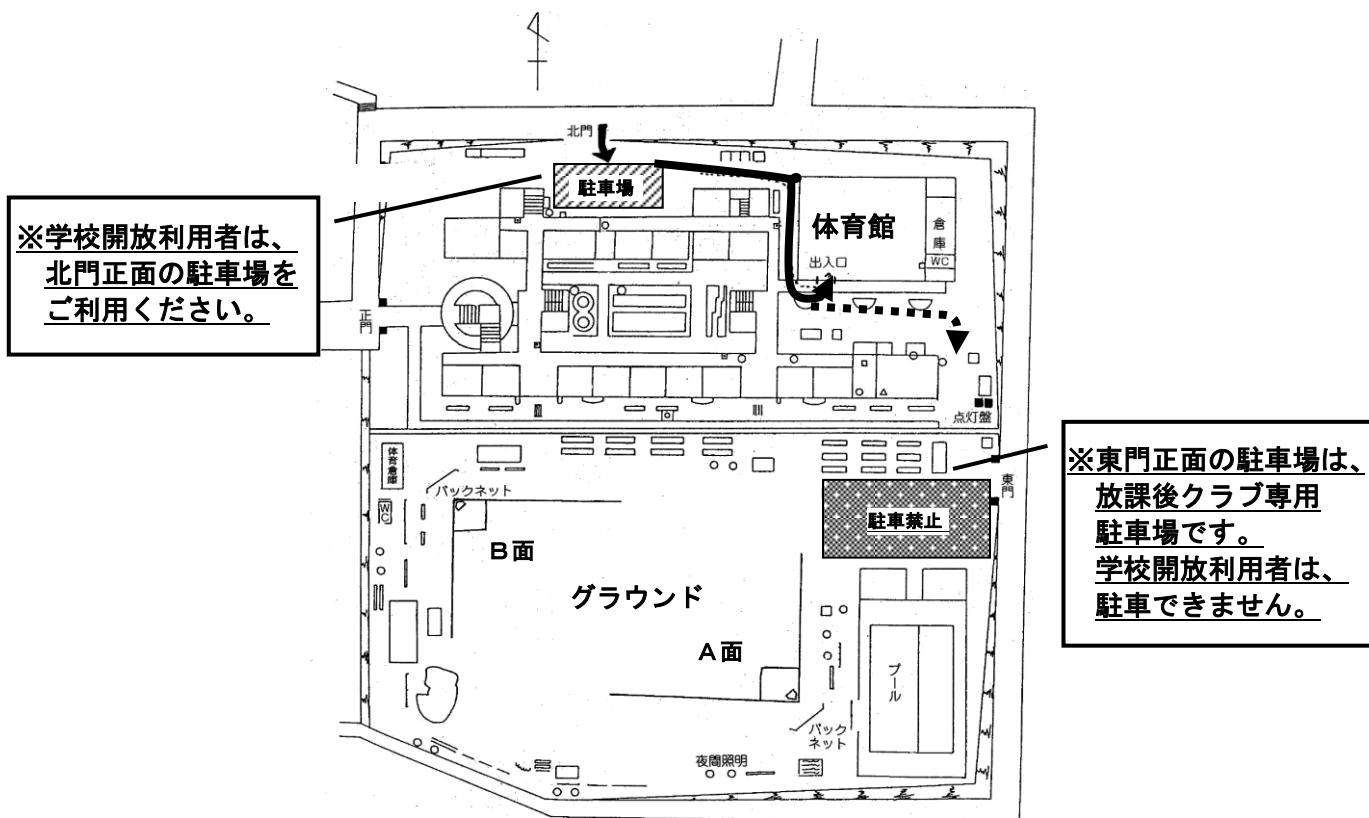 北門
駐車場
※学校開放利用者は、
北門正面の駐車場を
ご利用ください。
体育館
倉庫
WC
出入口
正門
点灯盤
体育倉庫
バックネット
WC
東門
※東門正面の駐車場は、
放課後クラブ専用
駐車場です。
学校開放利用者は、
駐車できません。
駐車禁止
B面
グラウンド
A面
プール
バック
ネット
夜間照明